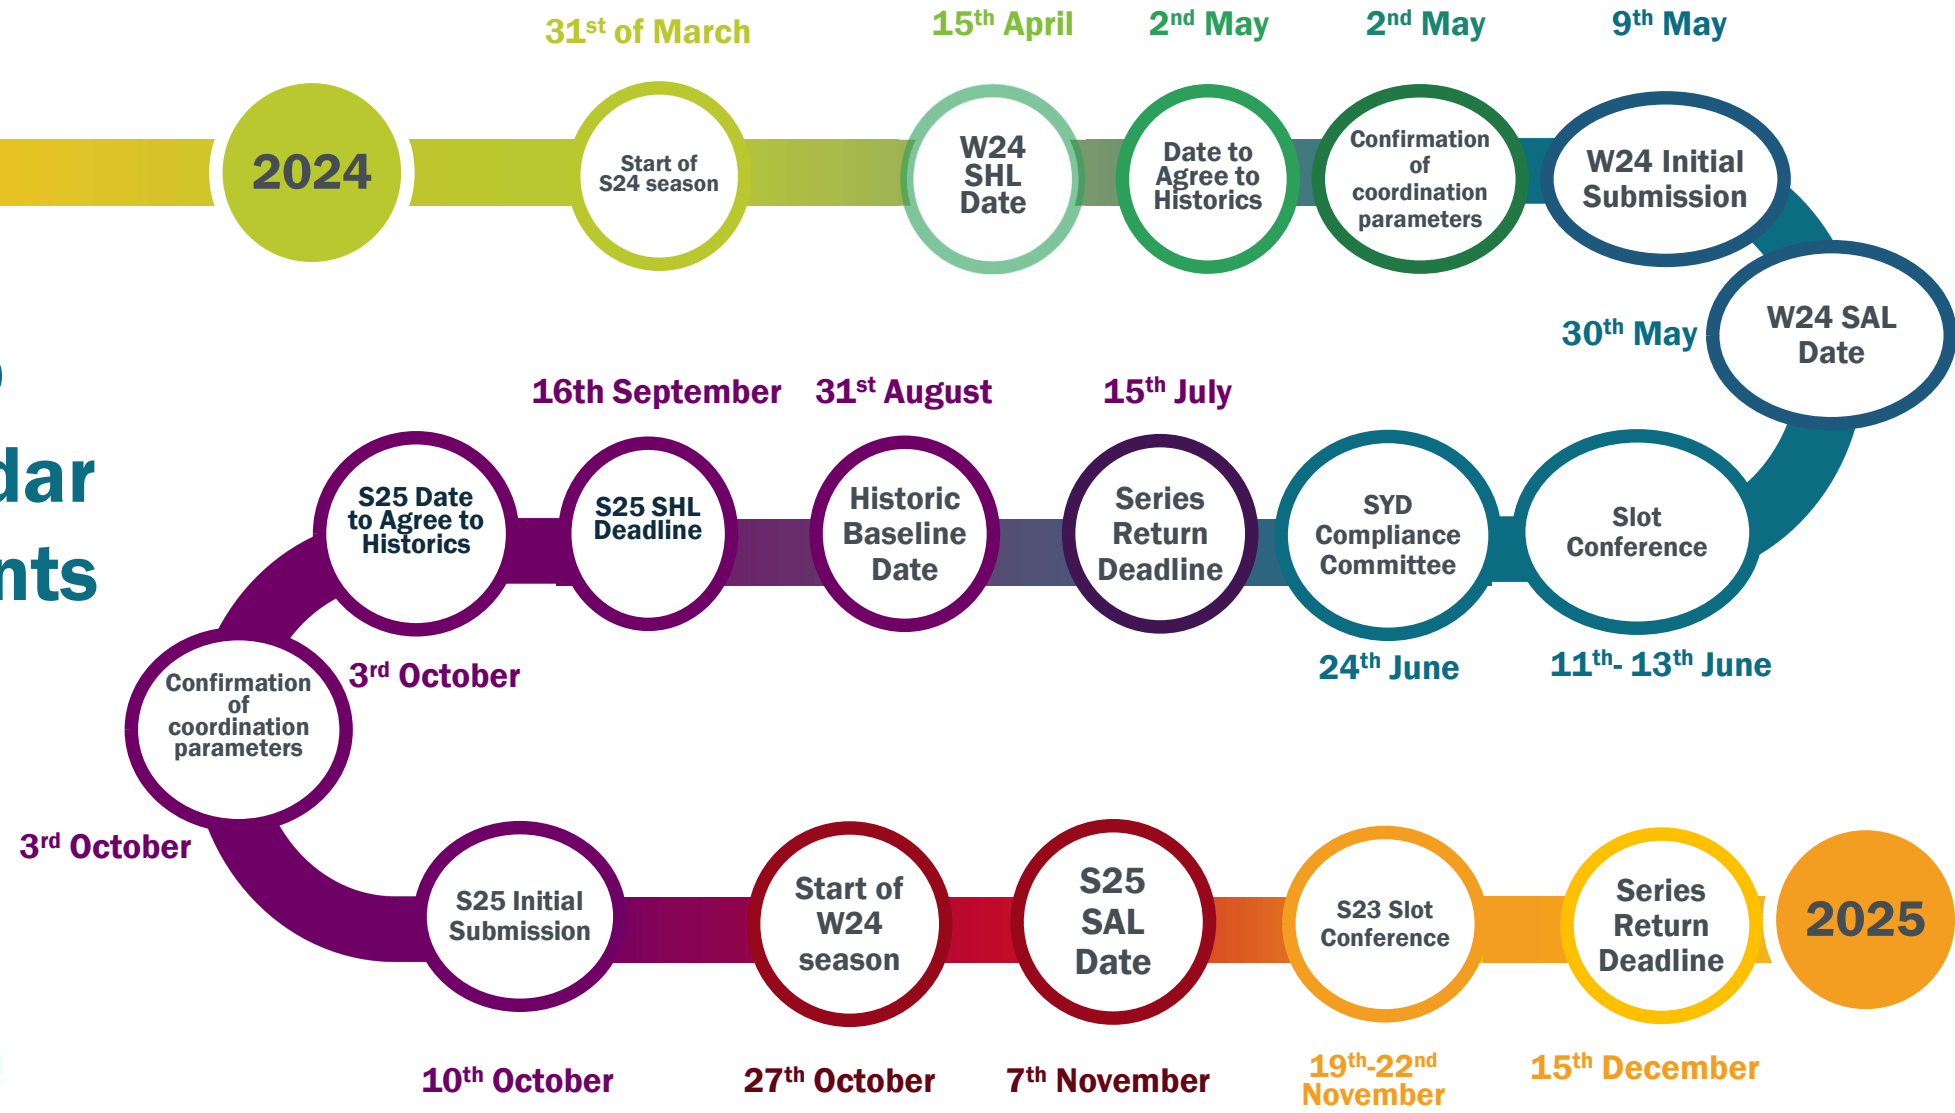 31st of March
15th April
2nd May
2nd May
9th May
2024
Start of
S24 season
W24
SHL
Date
Date to
Agree to
Historics
Confirmation
of
coordination
parameters
W24 Initial
Submission
30th May
W24 SAL
Date
dar
nts
16th September
31st August
15th July
S25 Date
to Agree to
Historics
S25 SHL
Deadline
Historic
Baseline
Date
Series
Return
Deadline
SYD
Compliance
Committee
Slot
Conference
3rd October
24th June
11th- 13th June
Confirmation
of
coordination
parameters
3rd October
S25 Initial
Submission
Start of
W24
season
S25
SAL
Date
S23 Slot
Conference
Series
Return
Deadline
2025
10th October
27th October
7th November
19th-22nd
November
15th December